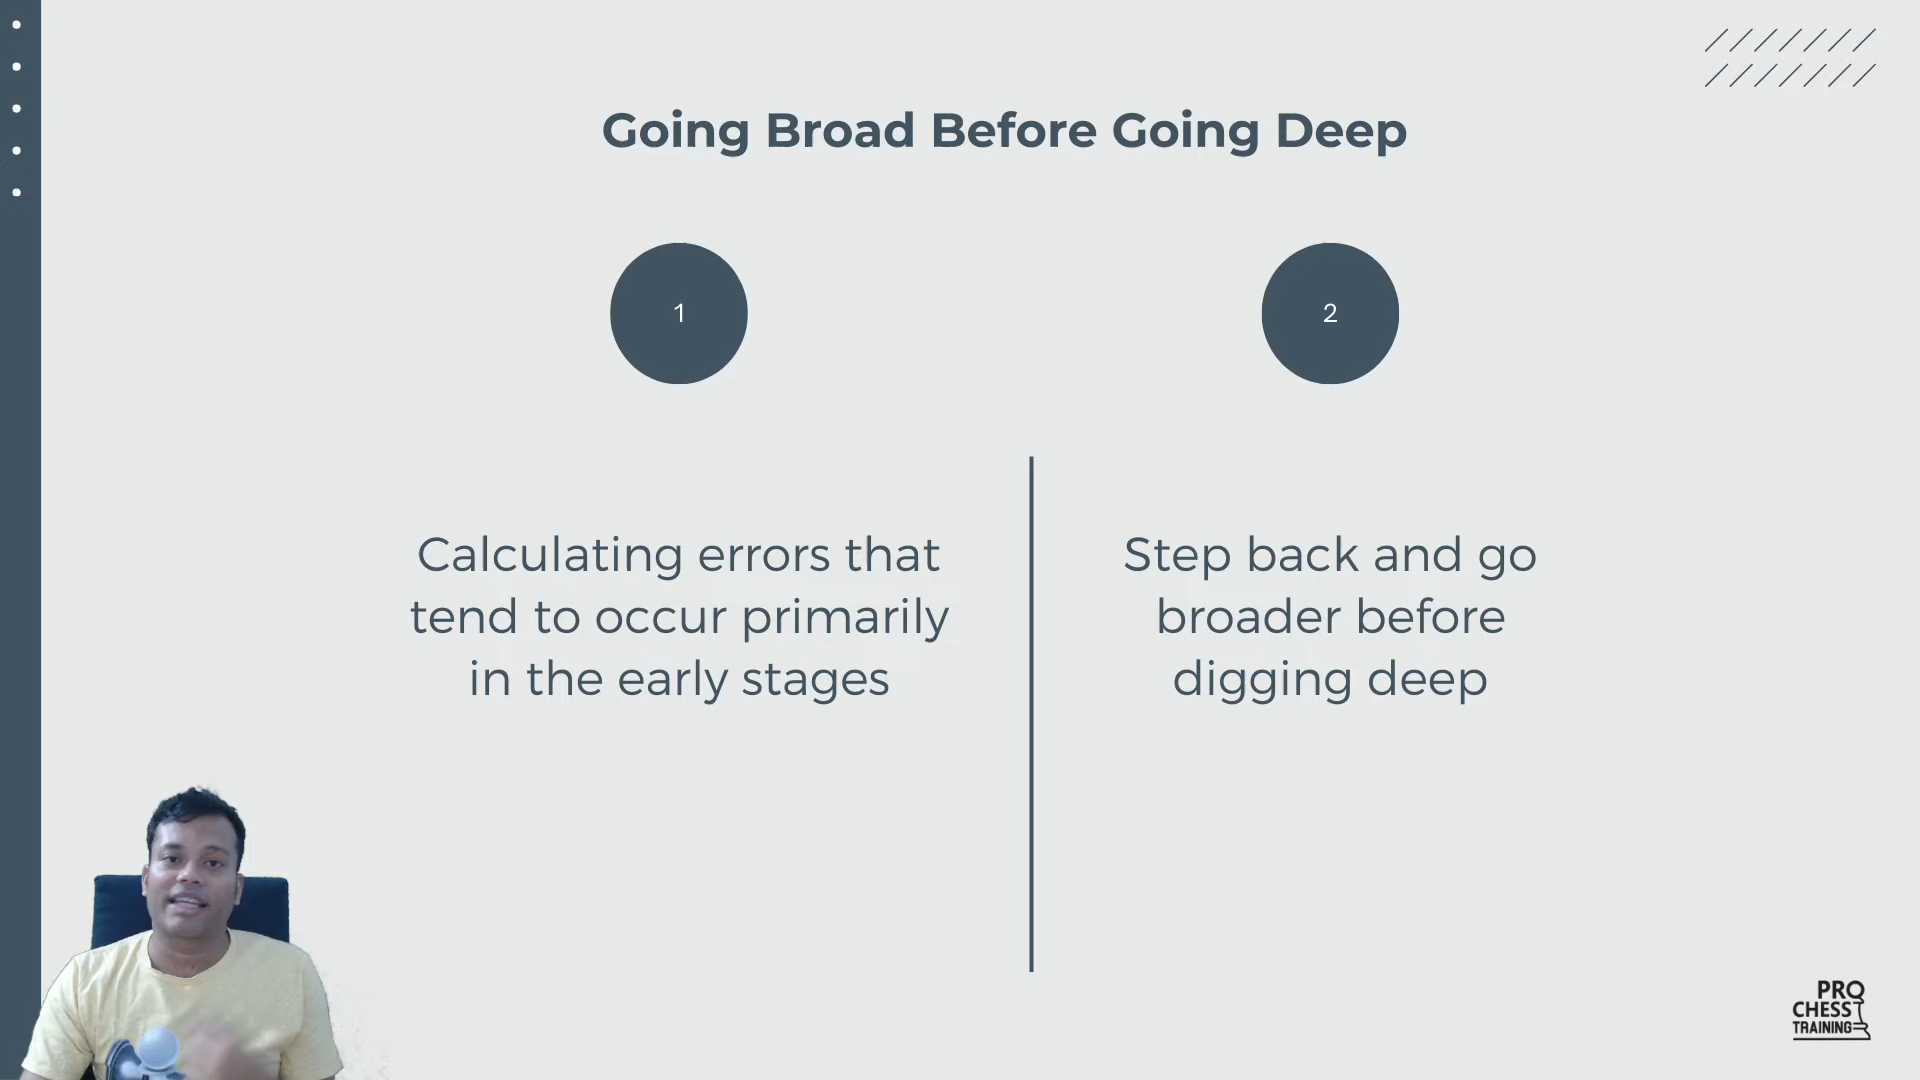 Going Broad Before Going Deep
1
2
Calculating errors that
tend to occur primarily
in the early stages
Step back and go
broader before
digging deep
PRO
CHESS
TRAINING